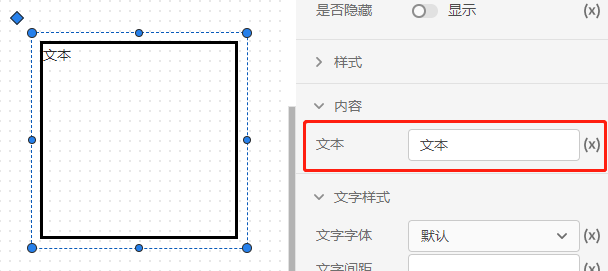 文本
是否隐藏 显示 (x)
样式
内容
文本 文本 (x)
文字样式
文字字体 默认 (x)
文字间距 (x)